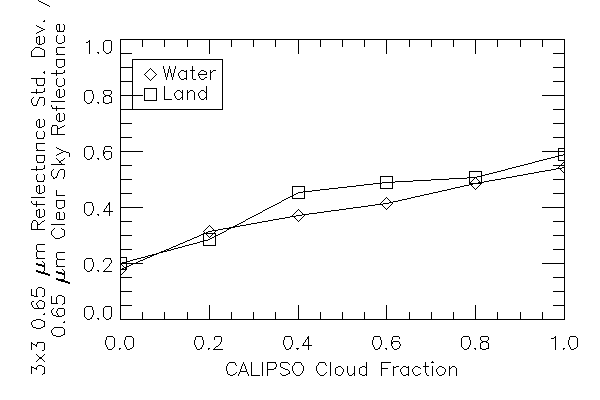 3x3 0.65 μm Reflectance Std. Dev. /
0.65 μm Clear Sky Reflectance
1.0
0.8
0.6
0.4
0.2
0.0
Water
Land
0.0 0.2 0.4 0.6 0.8 1.0
CALIPSO Cloud Fraction